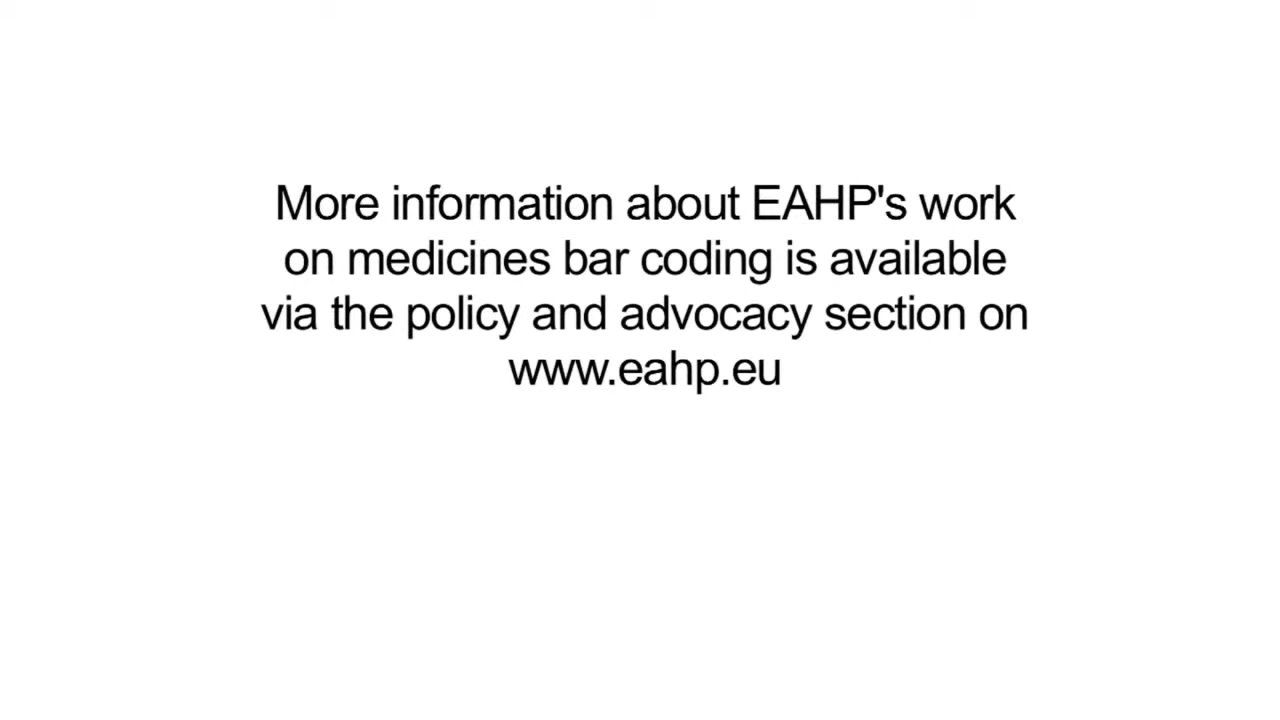 More information about EAHP's work
on medicines bar coding is available
via the policy and advocacy section on
www.eahp.eu